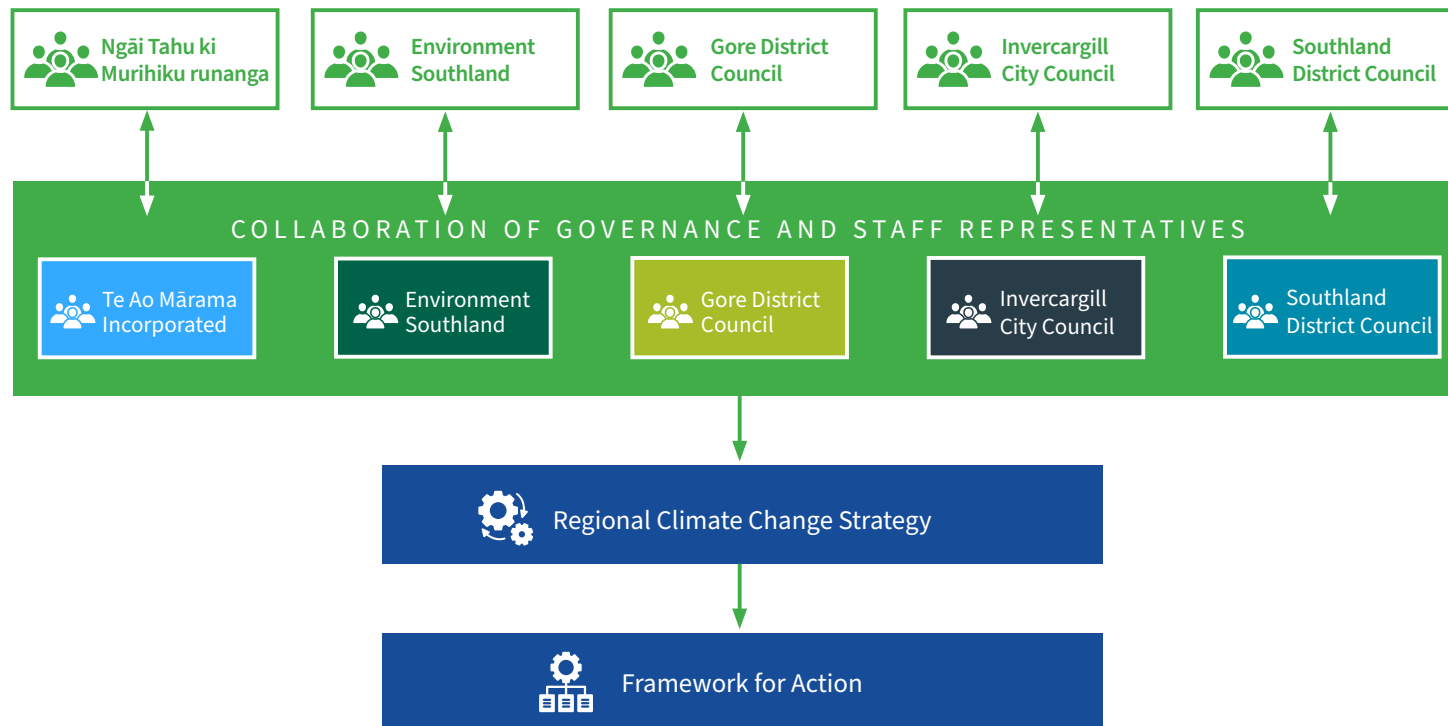 Ngāi Tahu ki
Murihiku runanga
Environment
Southland
Gore District
Council
Invercargill
City Council
Southland
District Council
COLLABORATION OF GOVERNANCE AND STAFF REPRESENTATIVES
Te Ao Mārama
Incorporated
Environment
Southland
Gore District
Council
Invercargill
City Council
Southland
District Council
Regional Climate Change Strategy
Framework for Action